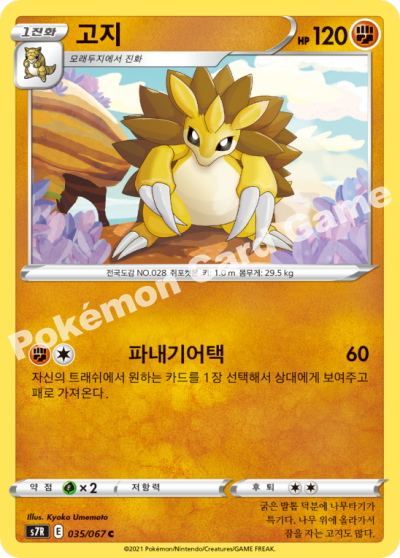 1진화
고지
HP 120
모래두지에서 진화
전국도감 NO.028 쥐포켓몬 키: 1.0 m 몸무게: 29.5 kg
Pokémon Card Game
파내기어택 60
자신의 트래쉬에서 원하는 카드를 1장 선택해서 상대에게 보여주고
패로 가져온다.
약점 ×2 저항력 후퇴
Illus. Kyoko Umemoto
s7R E 035/067 C
굵은 발톱 덕분에 나무타기가
특기다. 나무 위에 올라가서
잠을 자는 고지도 많다.
©2021 Pokémon/Nintendo/Creatures/GAME FREAK.